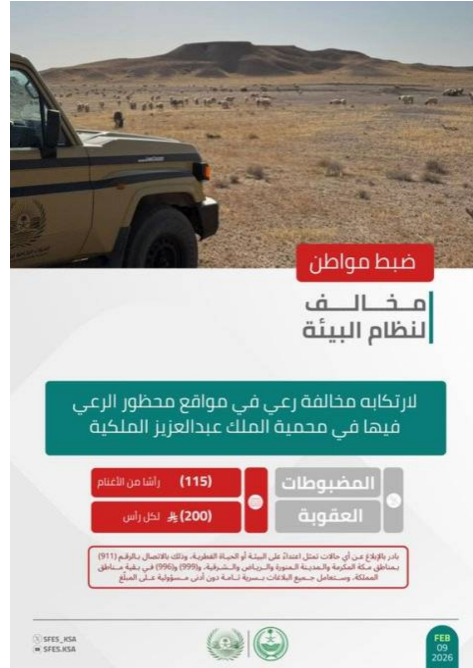 ضبط مواطن
مخالف
لنظام البيئة
لارتكابه مخالفة رعي في مواقع محظور الرعي
فيها في محمية الملك عبدالعزيز الملكية
المضبوطات
(115) رأسًا من الأغنام
العقوبة
(200) لكل رأس
بادر بالإبلاغ عن أي حالات تمثل اعتداءً على البيئة أو الحياة الفطرية، وذلك بالاتصال بالرقم (911)
بمناطق مكة المكرمة والمدينة المنورة والرياض والشرقية، و(999) و(996) في بقية مناطق
المملكة، وستعامل جميع البلاغات بسرية تامة دون أدنى مسؤولية على المبلّغ
SFES_KSA
SFES.KSA
FEB
09
2026